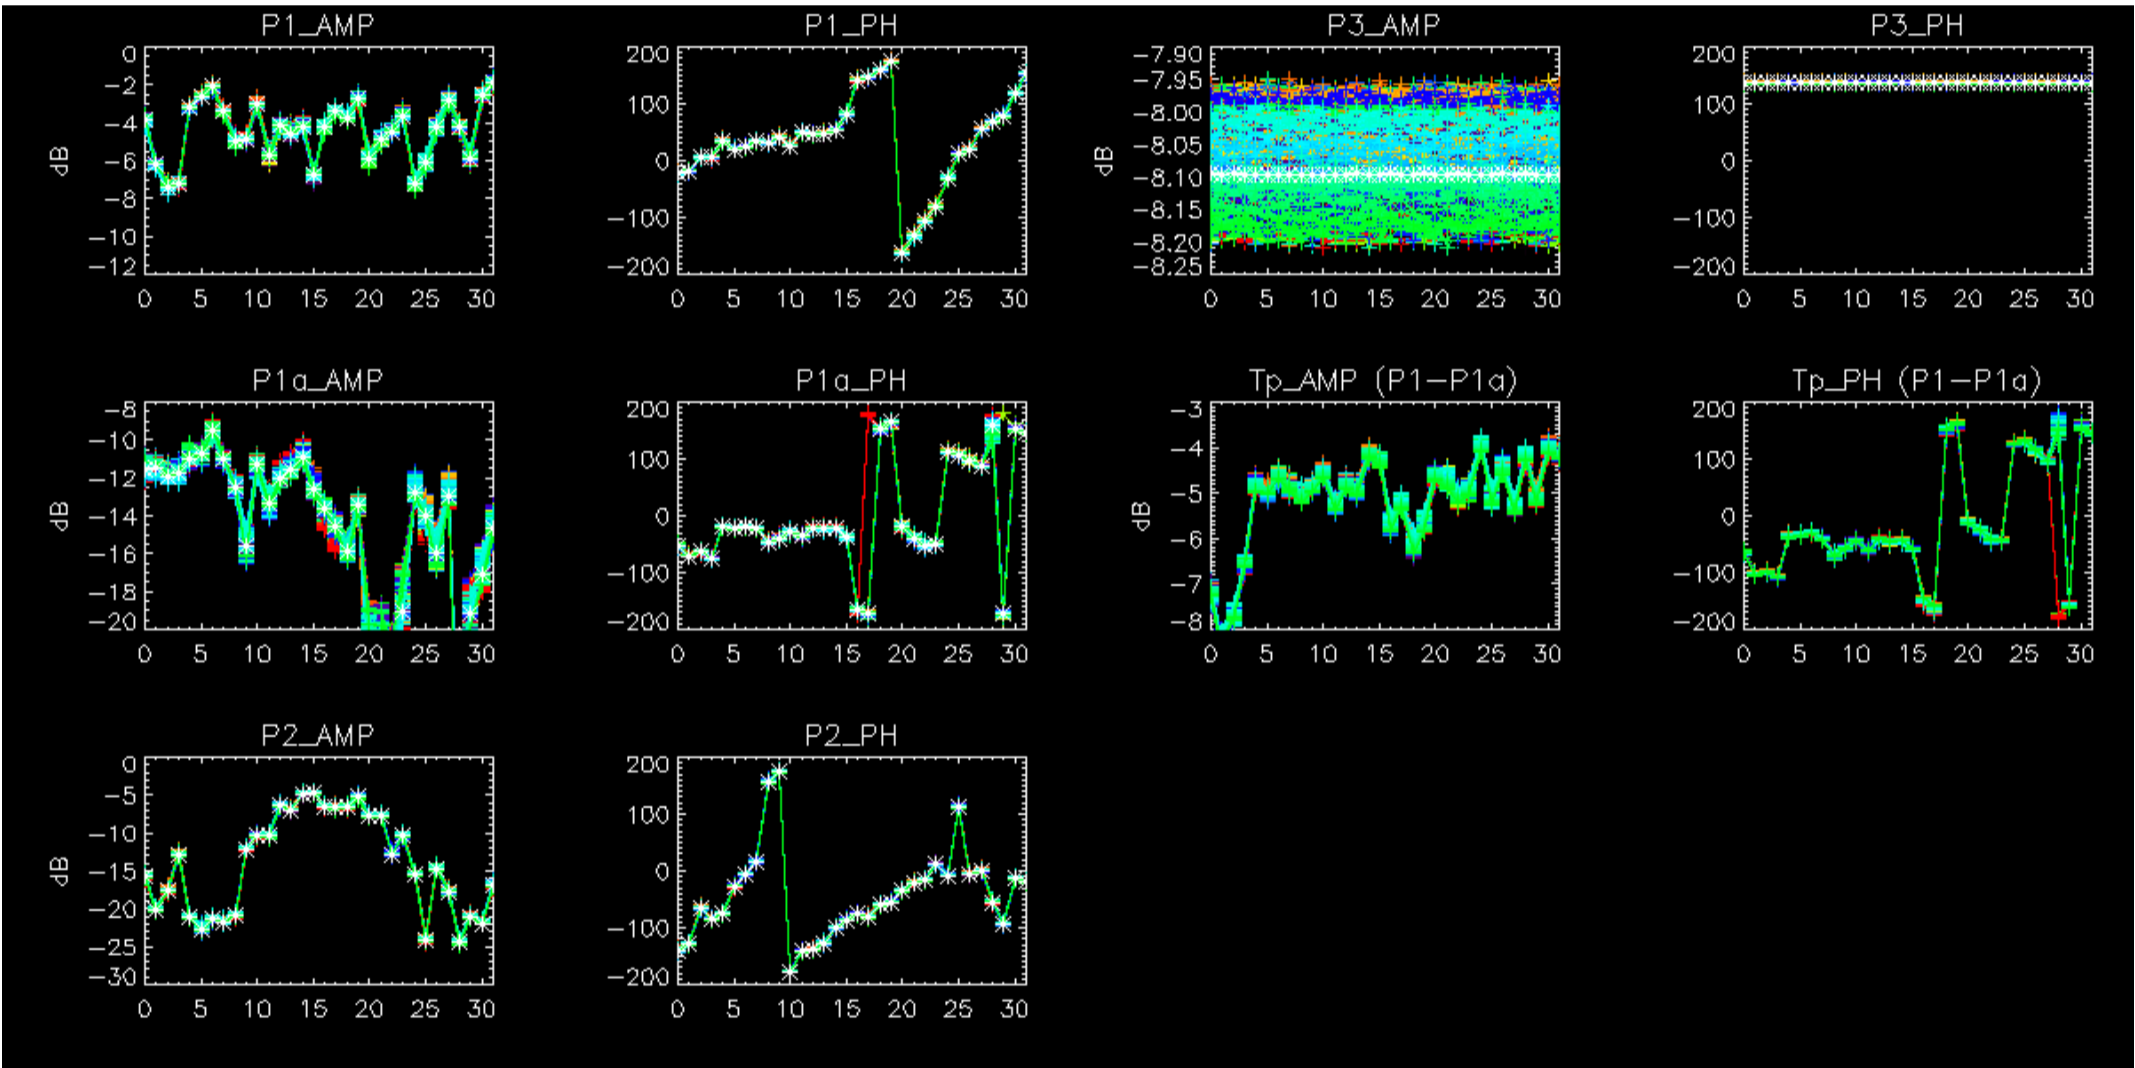 P1_AMP P1_PH P3_AMP P3_PH
0 200 −7.90 200
−2 −7.95
−4 100 −8.00 100
dB −6 0 dB −8.05 0
−8 −8.10
−10 −100 −8.15 −100
−12 −200 −8.20 −200
−8.25
0 5 10 15 20 25 30 0 5 10 15 20 25 30 0 5 10 15 20 25 30 0 5 10 15 20 25 30
P1a_AMP P1a_PH Tp_AMP (P1−P1a) Tp_PH (P1−P1a)
−8 200 −3 200
−10 100 −4 100
−12
dB −14 0 dB −5 0
−16 −6
−18 −100 −7 −100
−20 −200 −8 −200
0 5 10 15 20 25 30 0 5 10 15 20 25 30 0 5 10 15 20 25 30 0 5 10 15 20 25 30
P2_AMP P2_PH
0 200
−5 100
−10
dB −15 0
−20 −100
−25
−30 −200
0 5 10 15 20 25 30 0 5 10 15 20 25 30